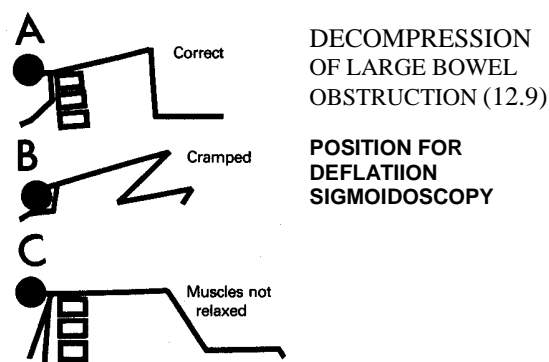 A
Correct
B
Cramped
C
Muscles not
relaxed
DECOMPRESSION
OF LARGE BOWEL
OBSTRUCTION (12.9)
POSITION FOR
DEFLATIION
SIGMOIDOSCOPY